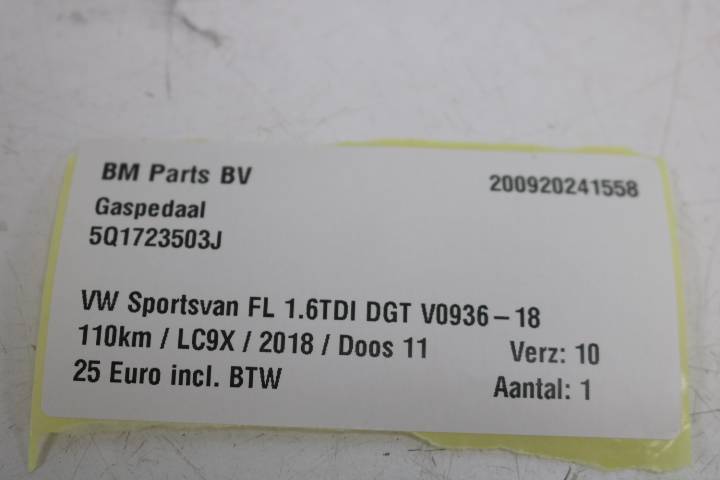 BM Parts BV 200920241558
Gaspedaal
5Q1723503J
VW Sportsvan FL 1.6TDI DGT V0936-18
110km / LC9X / 2018 / Doos 11 Verz: 10
25 Euro incl. BTW Aantal: 1